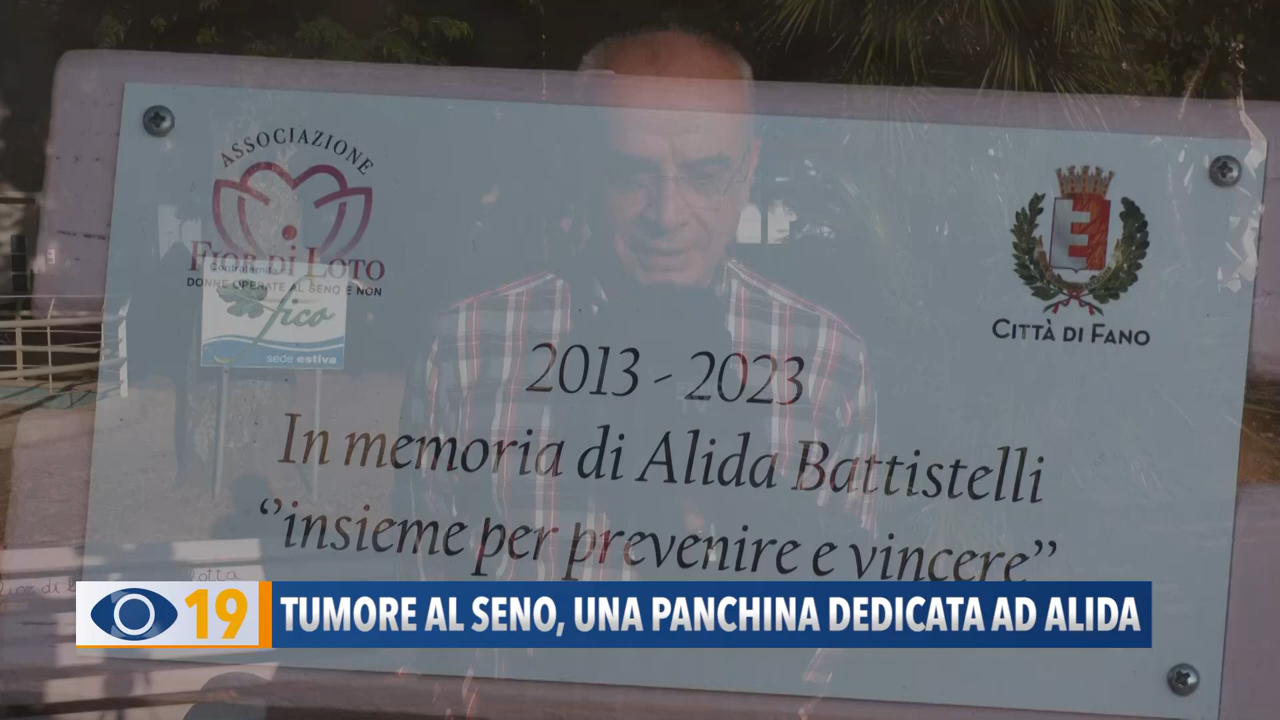 ASSOCIAZIONE
FIOR DI LOTO
DONNE OPERATE AL SENO E NON
fico
sede estiva
CITTÀ DI FANO
2013 - 2023
In memoria di Alida Battistelli
‘’insieme per prevenire e vincere’’
19
TUMORE AL SENO, UNA PANCHINA DEDICATA AD ALIDA